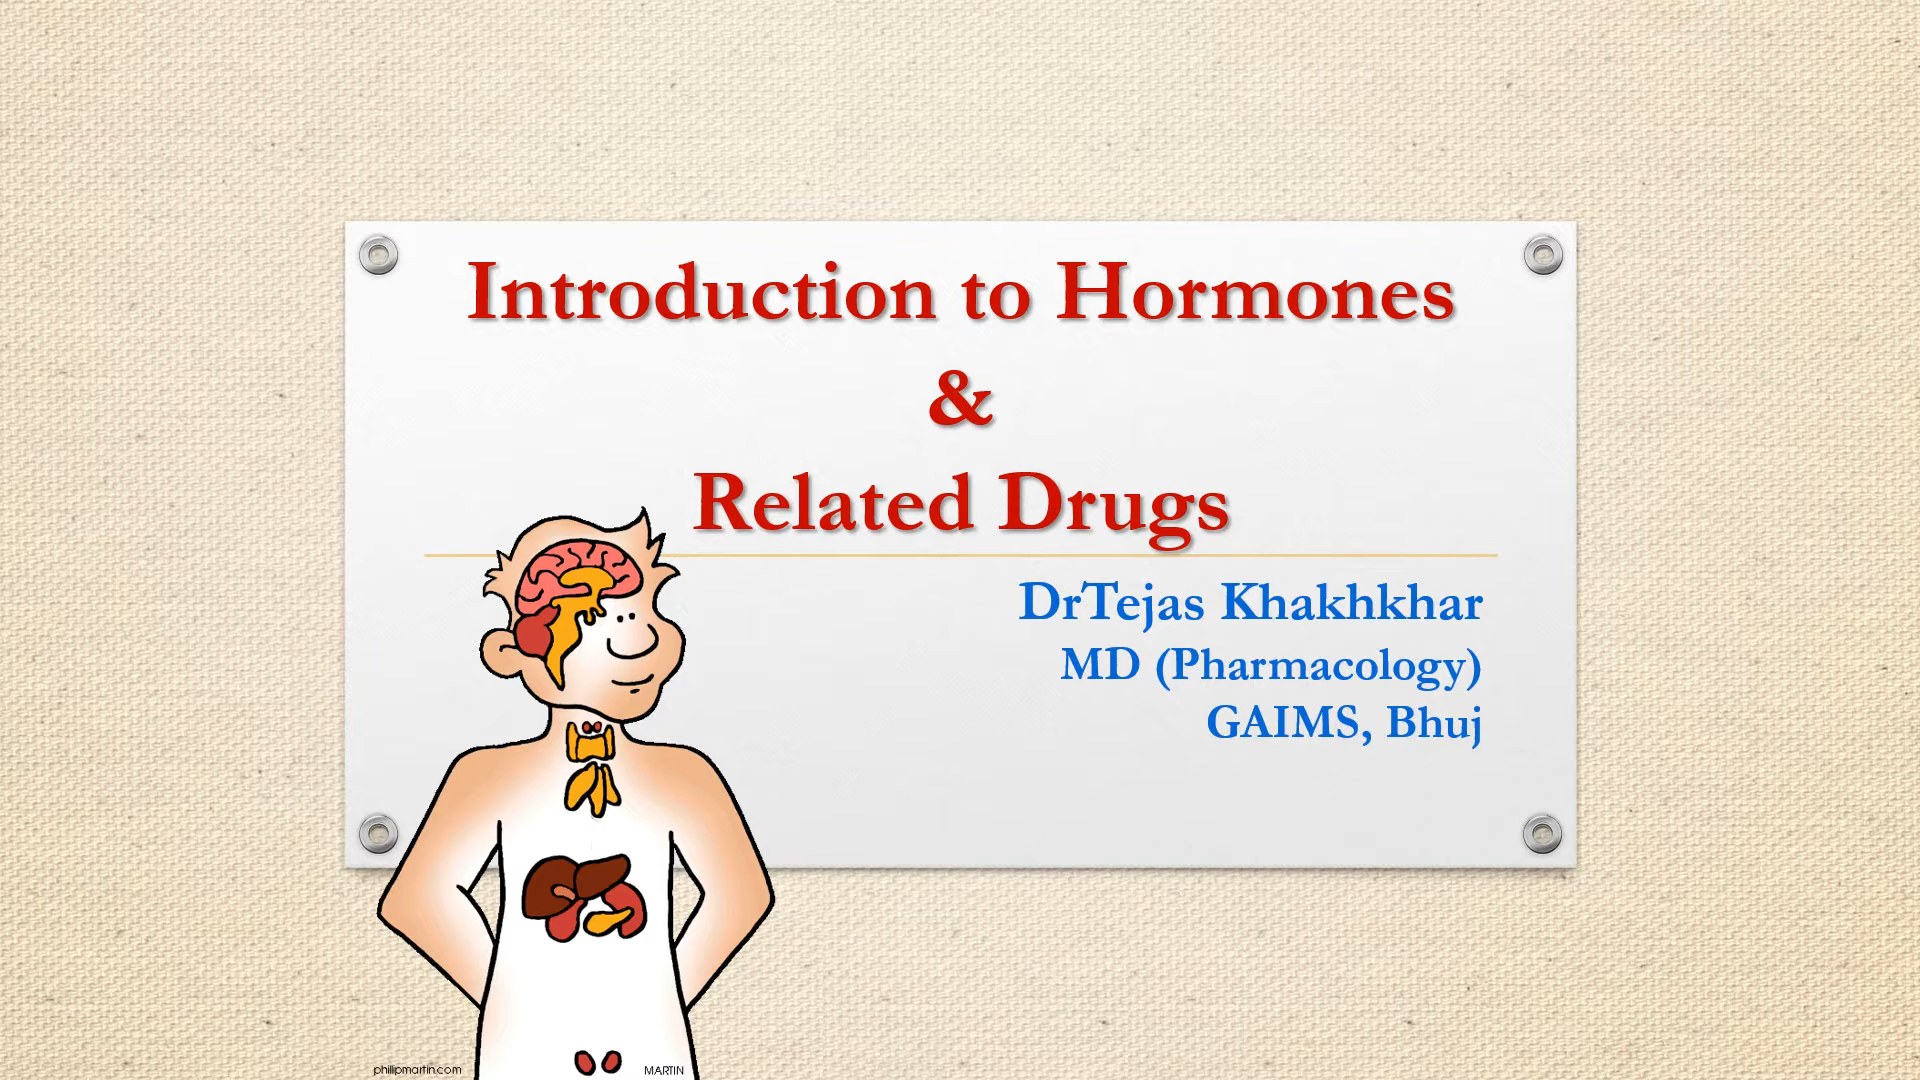 Introduction to Hormones
&
Related Drugs
DrTejas Khakhkhar
MD (Pharmacology)
GAIMS, Bhuj
phillipmartin.com
MARTIN